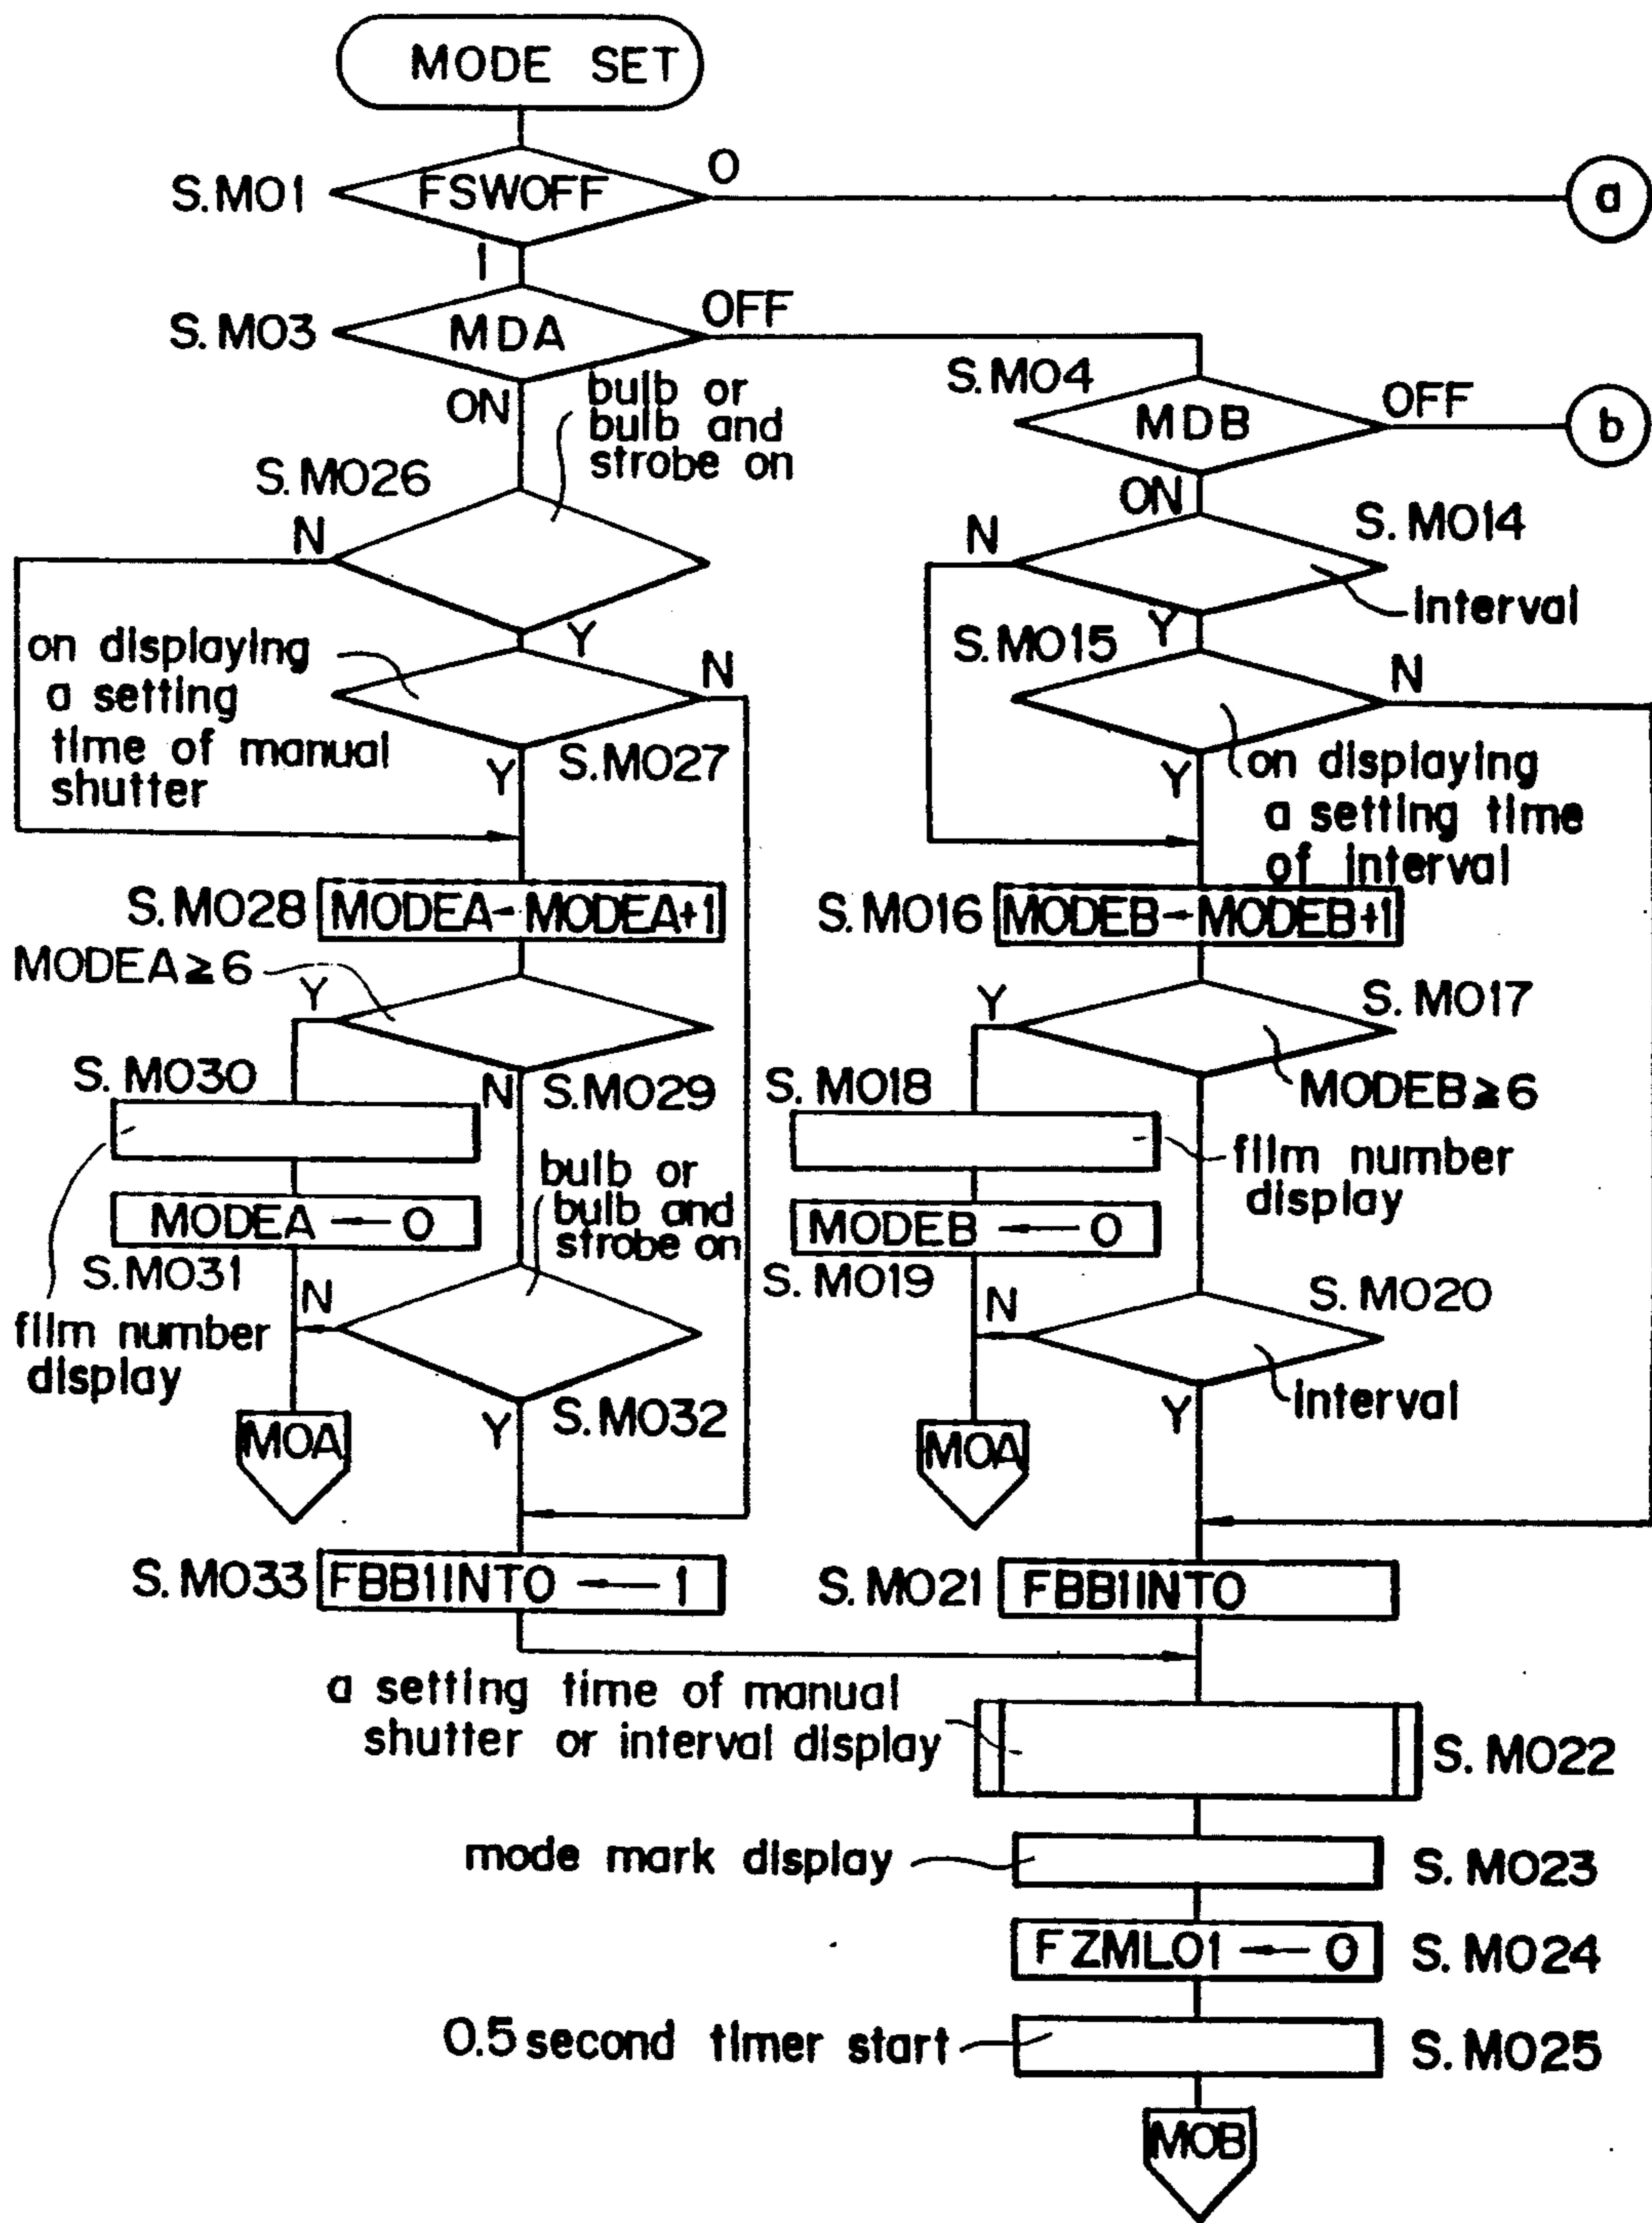 MODE SET
S.MO1
FSWOFF
0
a
1
S.MO3
MDA
OFF
ON
S.MO4
MDB
OFF
b
ON
bulb or
bulb and
strobe on
S.MO26
N
Y
S.MO14
N
Interval
Y
on displaying
a setting
time of manual
shutter
N
S.MO27
Y
S.MO15
N
on displaying
a setting time
of interval
Y
S.MO28
MODEA←MODEA+1
S.MO16
MODEB←MODEB+1
MODEA≥6
Y
N
S.MO29
S.MO17
Y
MODEB≥6
S.MO30
S.MO18
film number
display
MODEA ← 0
S.MO31
film number
display
MODEB ← 0
S.MO19
bulb or
bulb and
strobe on
N
S.MO32
Y
MOA
S.MO20
N
Interval
Y
MOA
S.MO33
FBB1INTO ← 1
S.MO21
FBB1INTO
a setting time of manual
shutter or interval display
S.MO22
mode mark display
S.MO23
FZMLO1 ← 0
S.MO24
0.5 second timer start
S.MO25
MOB